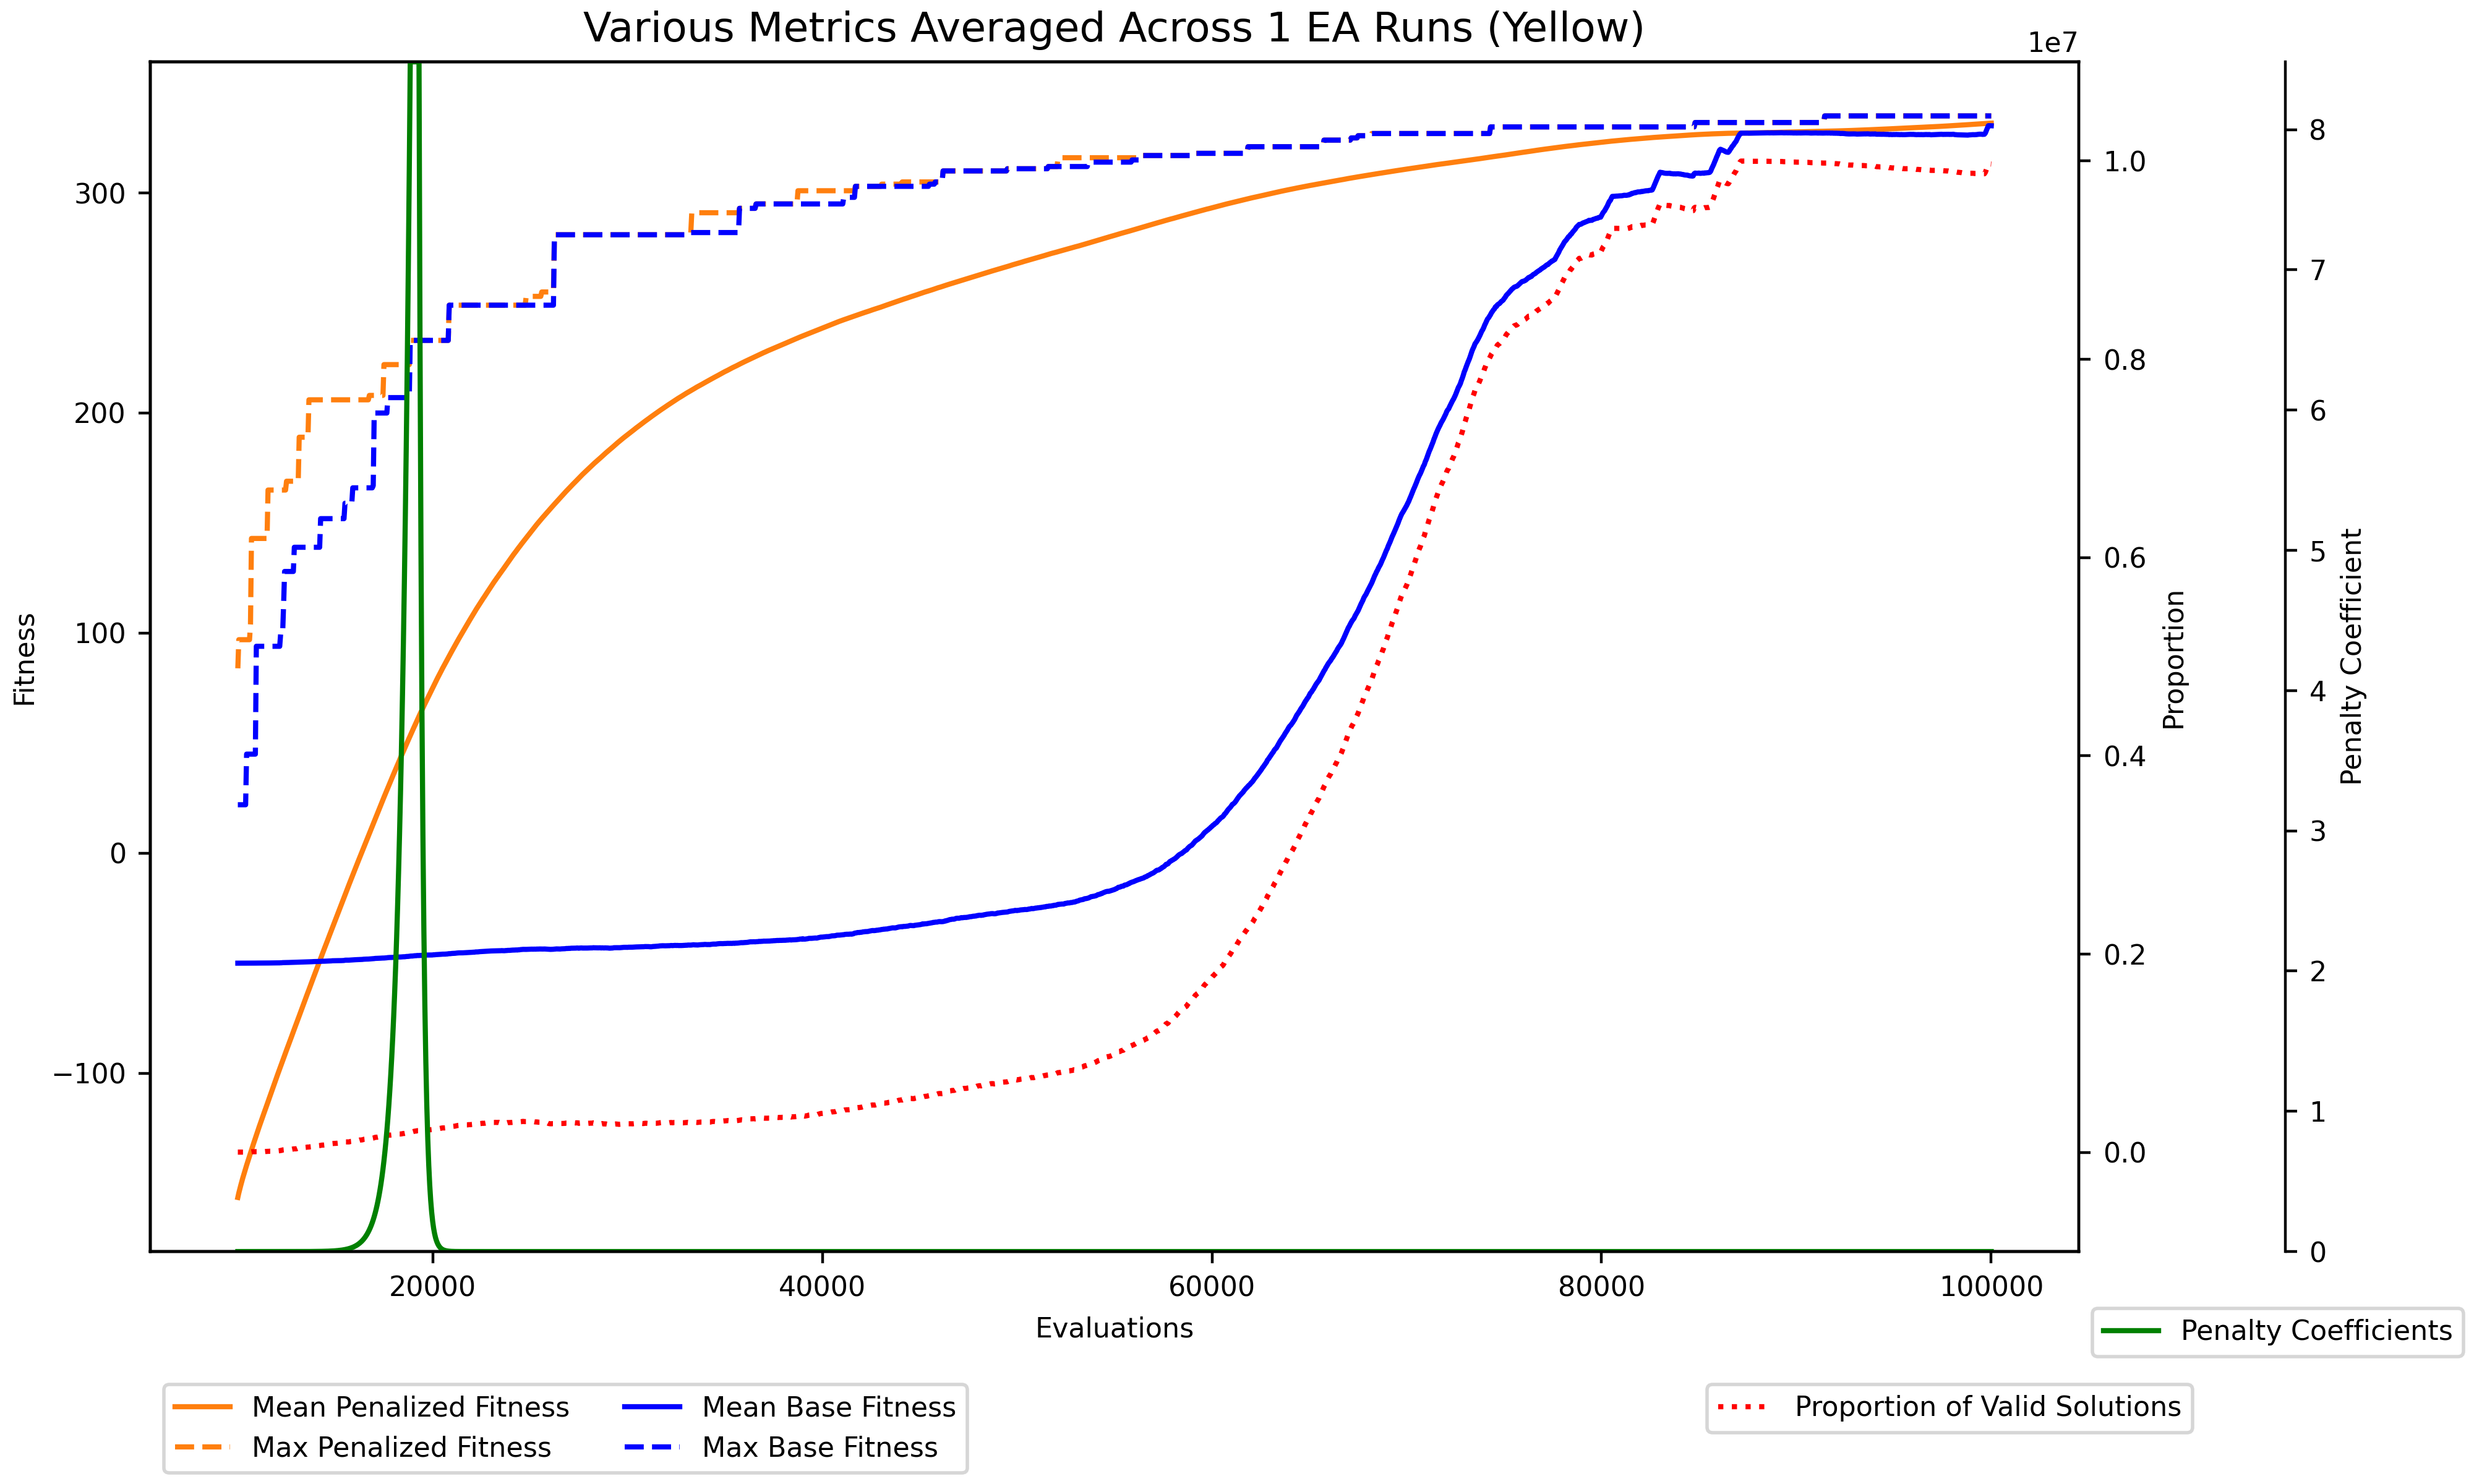 Various Metrics Averaged Across 1 EA Runs (Yellow)
1e7
300
200
100
0
−100
Fitness
1.0
0.8
0.6
0.4
0.2
0.0
Proportion
8
7
6
5
4
3
2
1
0
Penalty Coefficient
20000 40000 60000 80000 100000
Evaluations
Penalty Coefficients
Mean Penalized Fitness Mean Base Fitness
Max Penalized Fitness Max Base Fitness
Proportion of Valid Solutions